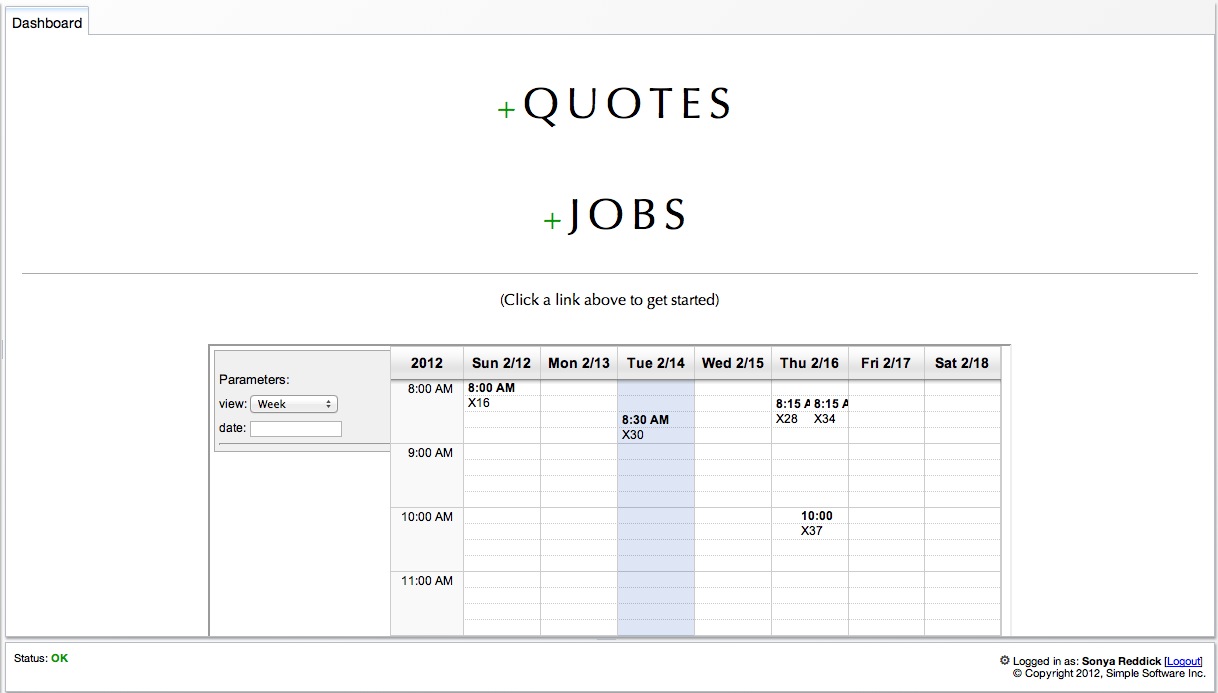 Dashboard
+QUOTES
+JOBS
(Click a link above to get started)
Parameters:
view: Week
date:
2012 Sun 2/12 Mon 2/13 Tue 2/14 Wed 2/15 Thu 2/16 Fri 2/17 Sat 2/18
8:00 AM 8:00 AM
X16
8:15 A 8:15 A
X28 X34
8:30 AM
X30
9:00 AM
10:00 AM 10:00
X37
11:00 AM
Status: OK
Logged in as: Sonya Reddick [Logout]
© Copyright 2012, Simple Software Inc.